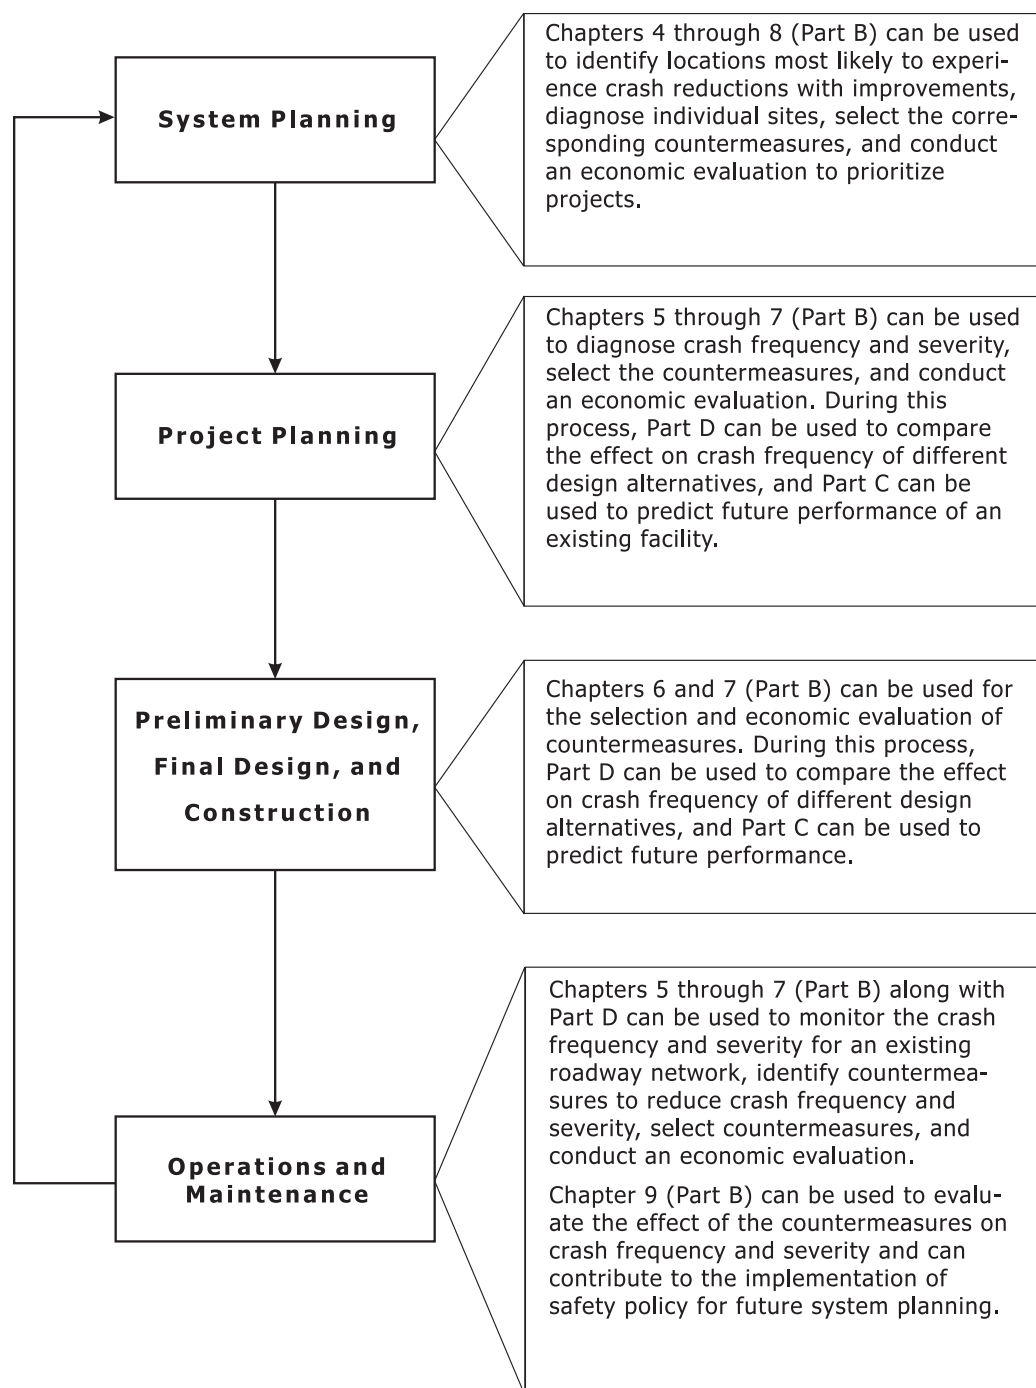 System Planning
Chapters 4 through 8 (Part B) can be used
to identify locations most likely to experi-
ence crash reductions with improvements,
diagnose individual sites, select the corre-
sponding countermeasures, and conduct
an economic evaluation to prioritize
projects.
Project Planning
Chapters 5 through 7 (Part B) can be used
to diagnose crash frequency and severity,
select the countermeasures, and conduct
an economic evaluation. During this
process, Part D can be used to compare
the effect on crash frequency of different
design alternatives, and Part C can be
used to predict future performance of an
existing facility.
Preliminary Design,
Final Design, and
Construction
Chapters 6 and 7 (Part B) can be used for
the selection and economic evaluation of
countermeasures. During this process,
Part D can be used to compare the effect
on crash frequency of different design
alternatives, and Part C can be used to
predict future performance.
Operations and
Maintenance
Chapters 5 through 7 (Part B) along with
Part D can be used to monitor the crash
frequency and severity for an existing
roadway network, identify countermea-
sures to reduce crash frequency and
severity, select countermeasures, and
conduct an economic evaluation.
Chapter 9 (Part B) can be used to evalu-
ate the effect of the countermeasures on
crash frequency and severity and can
contribute to the implementation of
safety policy for future system planning.